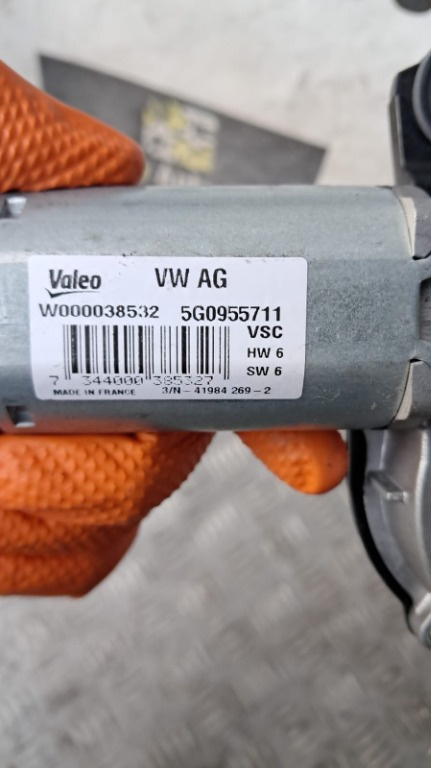 Valeo VW AG
W000038532 5G0955711
VSC
HW 6
SW 6
7 344000 385327
MADE IN FRANCE 3/N - 41984 269-2